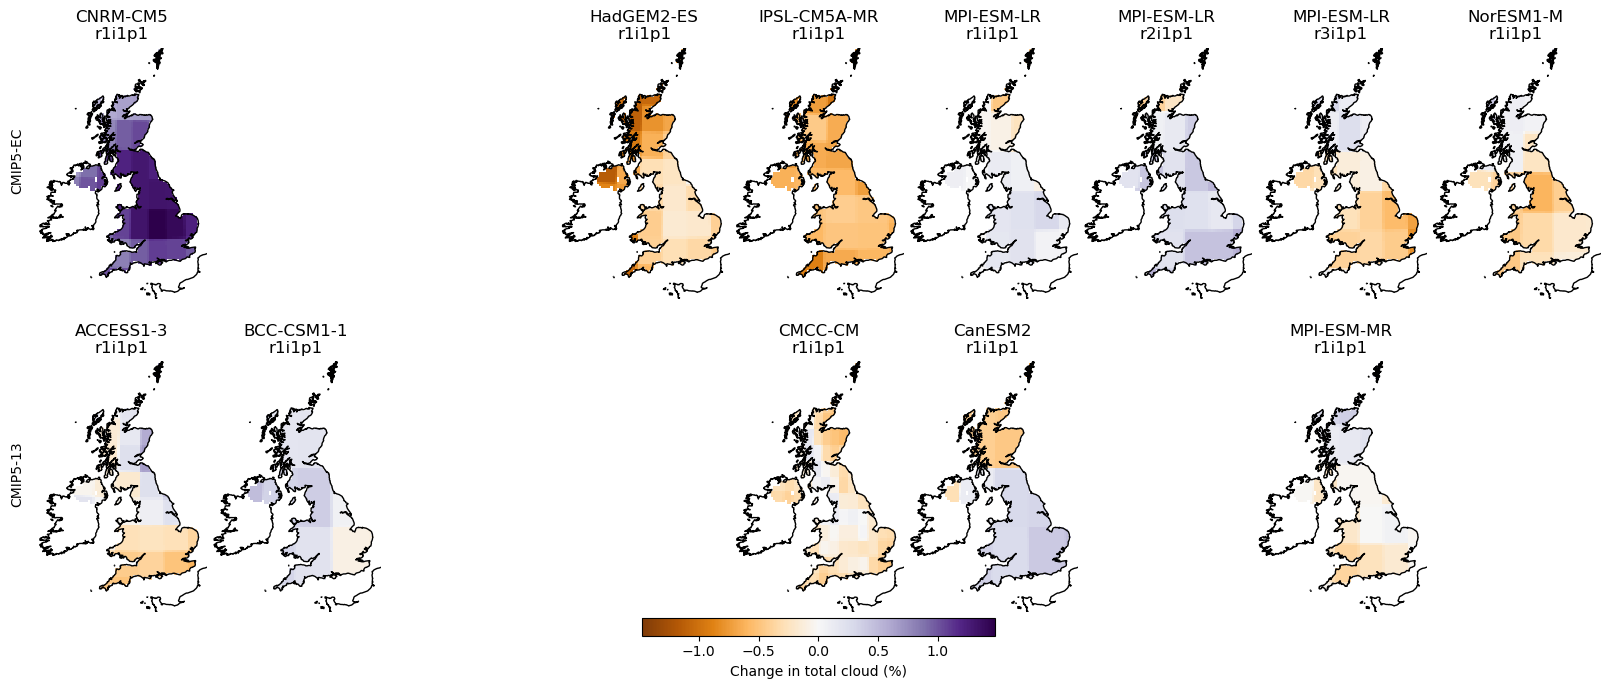 CNRM-CM5
r1i1p1
HadGEM2-ES
r1i1p1
IPSL-CM5A-MR
r1i1p1
MPI-ESM-LR
r1i1p1
MPI-ESM-LR
r2i1p1
MPI-ESM-LR
r3i1p1
NorESM1-M
r1i1p1
CMIP5-EC
ACCESS1-3
r1i1p1
BCC-CSM1-1
r1i1p1
CMCC-CM
r1i1p1
CanESM2
r1i1p1
MPI-ESM-MR
r1i1p1
CMIP5-13
−1.0 −0.5 0.0 0.5 1.0
Change in total cloud (%)